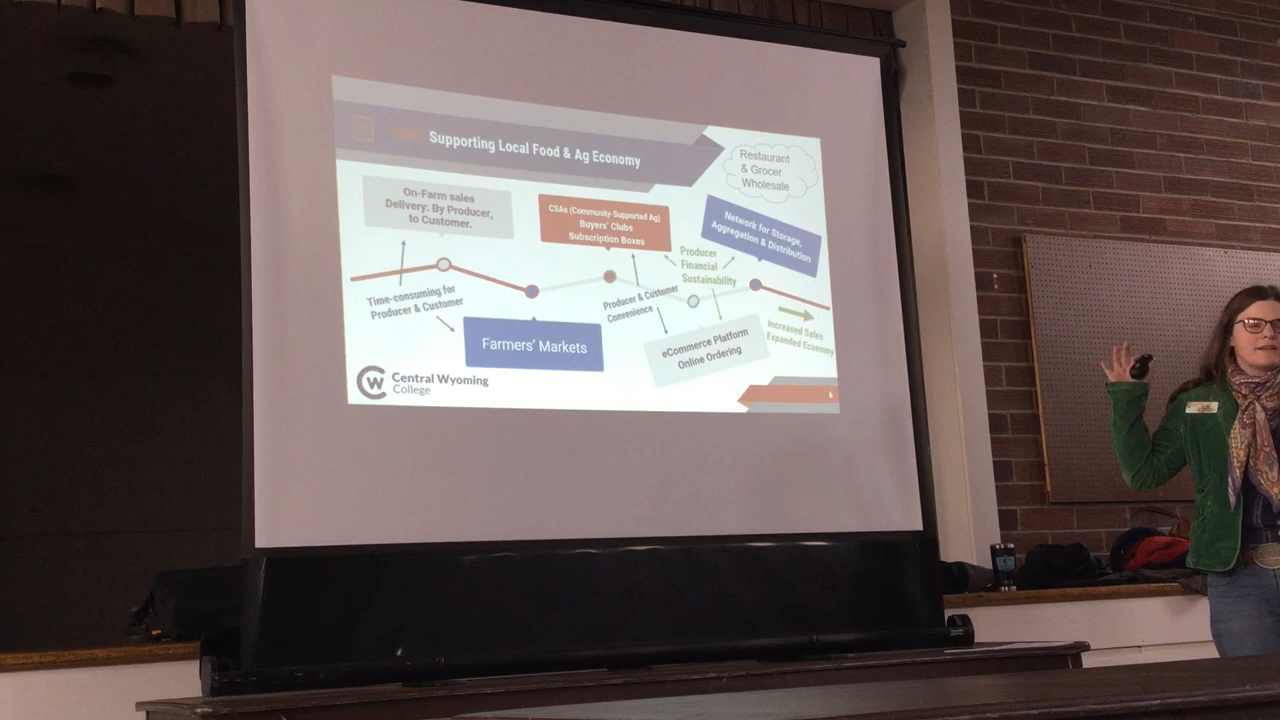 Supporting Local Food & Ag Economy
Restaurant
& Grocer
Wholesale
On-Farm sales
Delivery: By Producer,
to Customer.
CSAs (Community-Supported Ag)
Buyers' Clubs
Subscription Boxes
Network for Storage,
Aggregation & Distribution
Producer
Financial
Sustainability
Time-consuming for
Producer & Customer
Producer & Customer
Convenience
Farmers' Markets
eCommerce Platform
Online Ordering
Increased Sales
Expanded Economy
CW
Central Wyoming
College
6